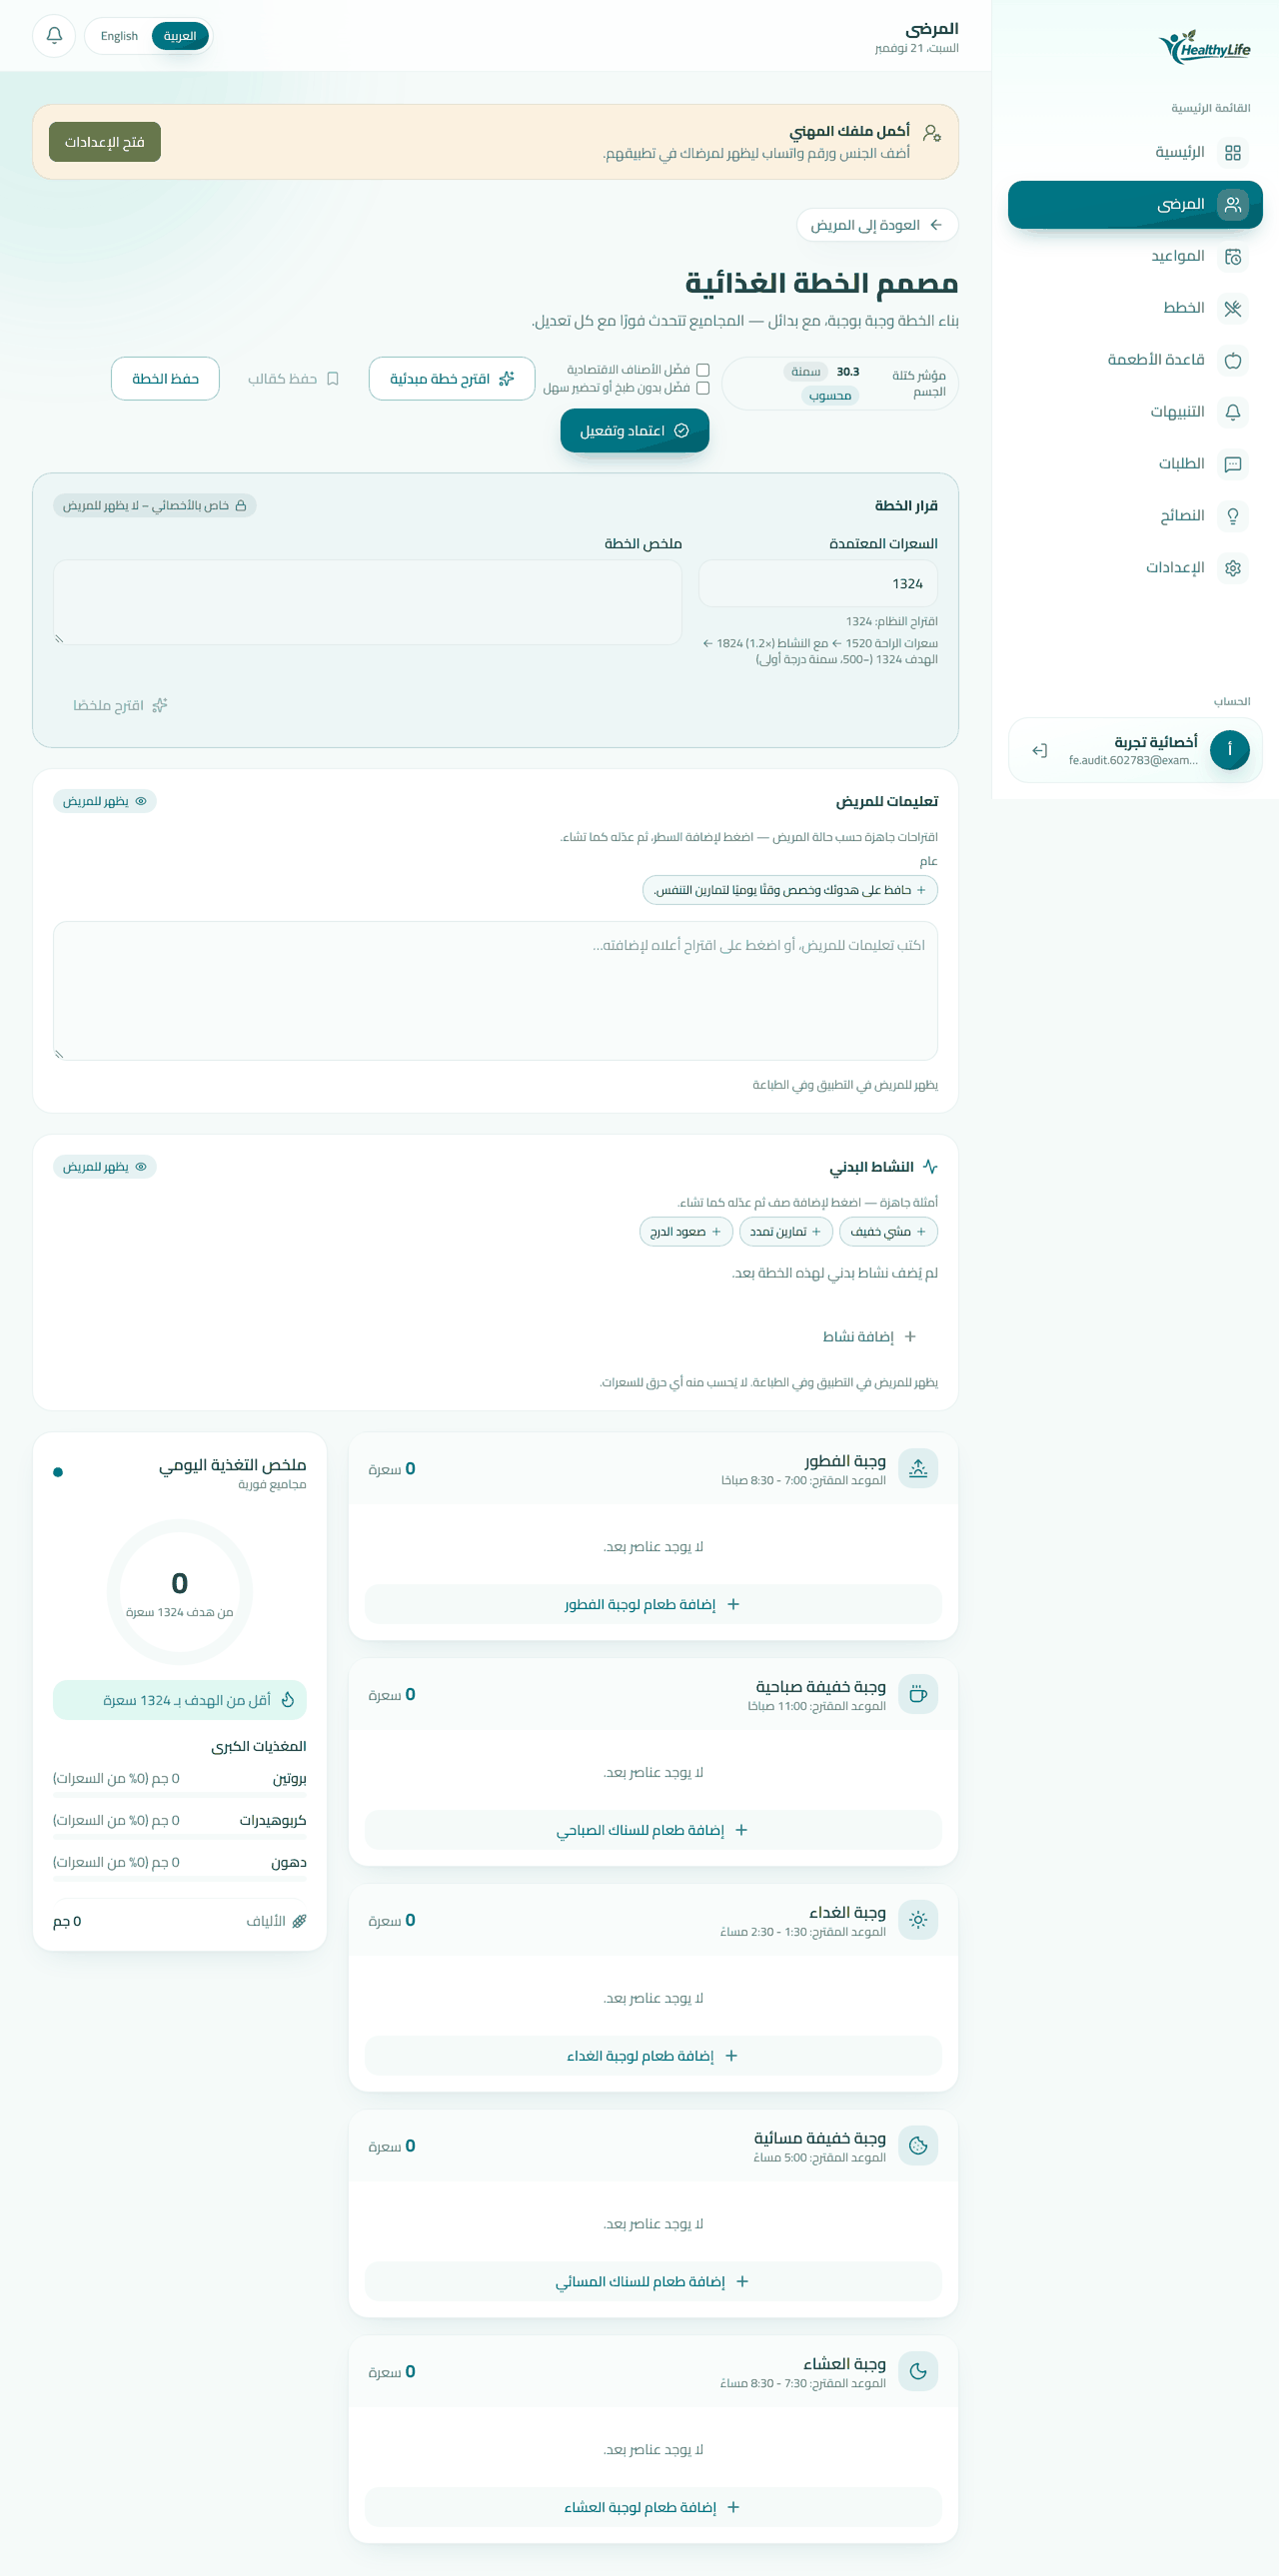 HealthyLife
القائمة الرئيسية
الرئيسية
المرضى
المواعيد
الخطط
قاعدة الأطعمة
التنبيهات
الطلبات
النصائح
الإعدادات
الحساب
أ
أخصائية تجربة
fe.audit.602783@exam...
المرضى
السبت، 21 نوفمبر
العربية
English
أكمل ملفك المهني
أضف الجنس ورقم واتساب ليظهر لمرضاك في تطبيقهم.
فتح الإعدادات
العودة إلى المريض
مصمم الخطة الغذائية
بناء الخطة وجبة بوجبة، مع بدائل — المجاميع تتحدث فورًا مع كل تعديل.
مؤشر كتلة الجسم
30.3 سمنة
محسوب
فضّل الأصناف الاقتصادية
فضّل بدون طبخ أو تحضير سهل
اقترح خطة مبدئية
حفظ كقالب
حفظ الخطة
اعتماد وتفعيل
قرار الخطة
خاص بالأخصائي – لا يظهر للمريض
السعرات المعتمدة
1324
اقتراح النظام: 1324
سعرات الراحة 1520 ← مع النشاط (×1.2) 1824 ←
الهدف 1324 (−500، سمنة درجة أولى)
ملخص الخطة
اقترح ملخصًا
تعليمات للمريض
يظهر للمريض
اقتراحات جاهزة حسب حالة المريض — اضغط لإضافة السطر، ثم عدّله كما تشاء.
عام
+ حافظ على هدوئك وخصص وقتًا يوميًا لتمارين التنفس.
اكتب تعليمات للمريض، أو اضغط على اقتراح أعلاه لإضافته...
يظهر للمريض في التطبيق وفي الطباعة
النشاط البدني
يظهر للمريض
أمثلة جاهزة — اضغط لإضافة صف ثم عدّله كما تشاء.
+ مشي خفيف
+ تمارين تمدد
+ صعود الدرج
لم يُضف نشاط بدني لهذه الخطة بعد.
+ إضافة نشاط
يظهر للمريض في التطبيق وفي الطباعة. لا يُحسب منه أي حرق للسعرات.
وجبة الفطور
الموعد المقترح: 7:00 - 8:30 صباحًا
0 سعرة
لا يوجد عناصر بعد.
+ إضافة طعام لوجبة الفطور
وجبة خفيفة صباحية
الموعد المقترح: 11:00 صباحًا
0 سعرة
لا يوجد عناصر بعد.
+ إضافة طعام للسناك الصباحي
وجبة الغداء
الموعد المقترح: 1:30 - 2:30 مساءً
0 سعرة
لا يوجد عناصر بعد.
+ إضافة طعام لوجبة الغداء
وجبة خفيفة مسائية
الموعد المقترح: 5:00 مساءً
0 سعرة
لا يوجد عناصر بعد.
+ إضافة طعام للسناك المسائي
وجبة العشاء
الموعد المقترح: 7:30 - 8:30 مساءً
0 سعرة
لا يوجد عناصر بعد.
+ إضافة طعام لوجبة العشاء
ملخص التغذية اليومي
مجاميع فورية
0
من هدف 1324 سعرة
أقل من الهدف بـ 1324 سعرة
المغذيات الكبرى
بروتين
0 جم (0% من السعرات)
كربوهيدرات
0 جم (0% من السعرات)
دهون
0 جم (0% من السعرات)
الألياف
0 جم